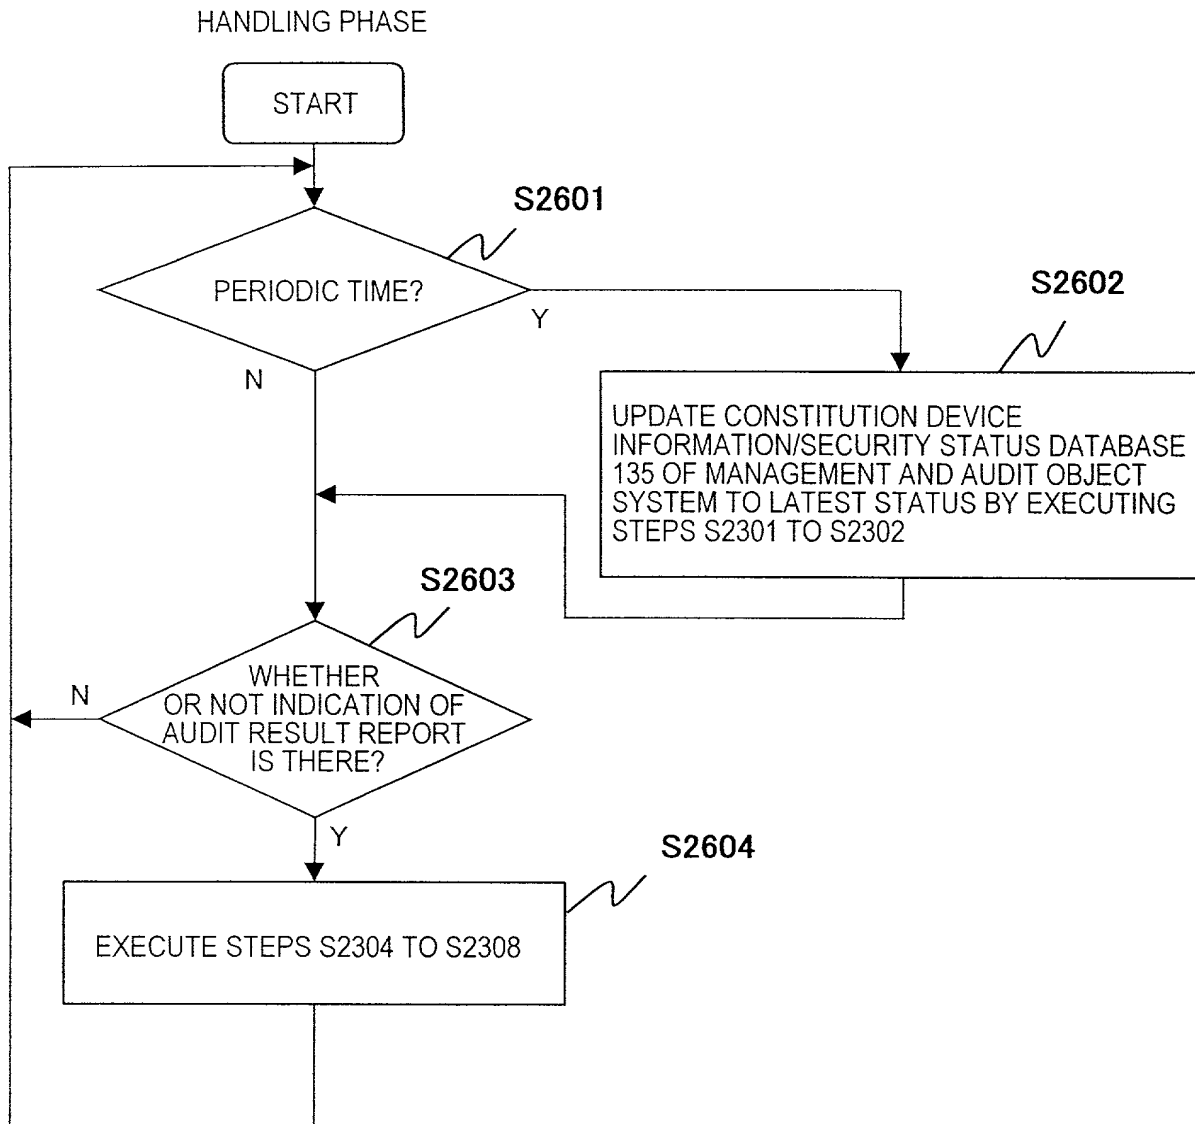 HANDLING PHASE
START
S2601
PERIODIC TIME?
Y
N
S2602
UPDATE CONSTITUTION DEVICE
INFORMATION/SECURITY STATUS DATABASE
135 OF MANAGEMENT AND AUDIT OBJECT
SYSTEM TO LATEST STATUS BY EXECUTING
STEPS S2301 TO S2302
S2603
WHETHER
OR NOT INDICATION OF
AUDIT RESULT REPORT
IS THERE?
N
Y
S2604
EXECUTE STEPS S2304 TO S2308